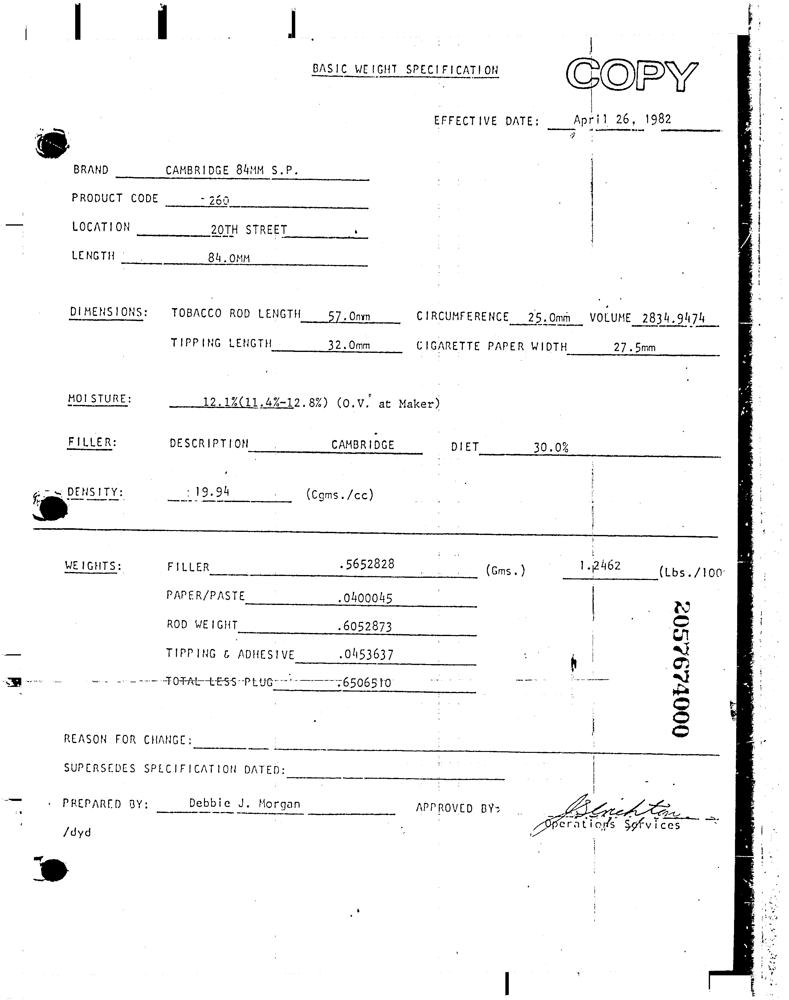 BASIC WEIGHT SPECIFICATION
COPY
EFFECTIVE DATE: April 26, 1982
BRAND CAMBRIDGE 84MM S.P.
PRODUCT CODE - 260
LOCATION 20TH STREET
LENGTH 84.0MM
DIMENSIONS: TOBACCO ROD LENGTH 57.0mm CIRCUMFERENCE 25.0mm VOLUME 2834.9474
TIPPING LENGTH 32.0mm CIGARETTE PAPER WIDTH 27.5mm
MOISTURE: 12.1%(11.4%-12.8%) (O.V. at Maker)
FILLER: DESCRIPTION CAMBRIDGE DIET 30.0%
DENSITY: 19.94 (Cgms./cc)
WEIGHTS: FILLER .5652828 (Gms.) 1.2462 (Lbs./100
PAPER/PASTE .0400045
ROD WEIGHT .6052873
TIPPING & ADHESIVE .0453637
TOTAL LESS PLUG .6506510
2057674000
REASON FOR CHANGE:
SUPERSEDES SPECIFICATION DATED:
PREPARED BY: Debbie J. Morgan APPROVED BY:
Operations Services
/dyd